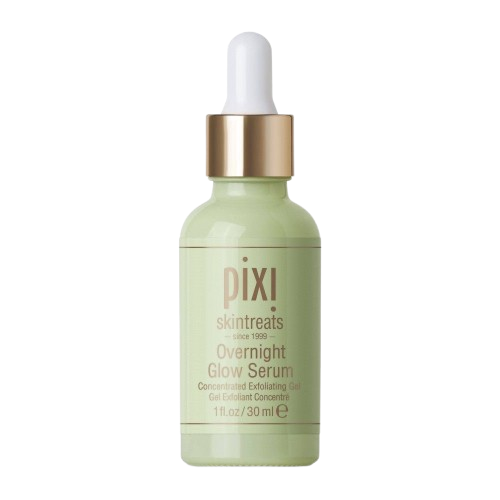 pixi
skintreats
– since 1999 –
Overnight
Glow Serum
Concentrated Exfoliating Gel
Gel Exfoliant Concentré
1 fl.oz/30 ml ℮